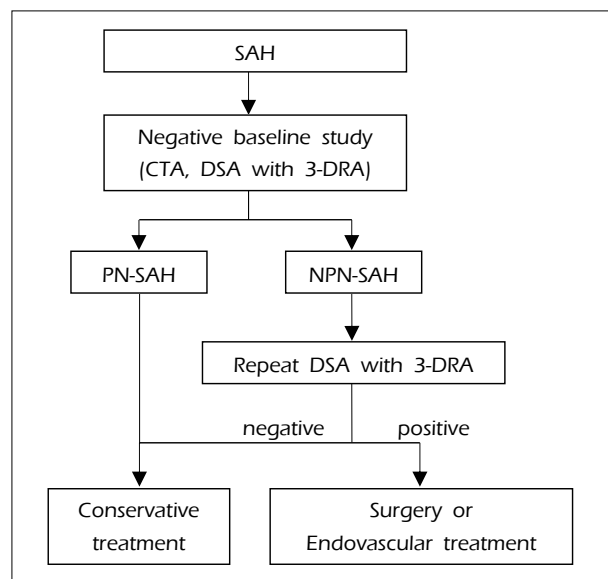 SAH
Negative baseline study
(CTA, DSA with 3-DRA)
PN-SAH
NPN-SAH
Repeat DSA with 3-DRA
negative positive
Conservative
treatment
Surgery or
Endovascular treatment